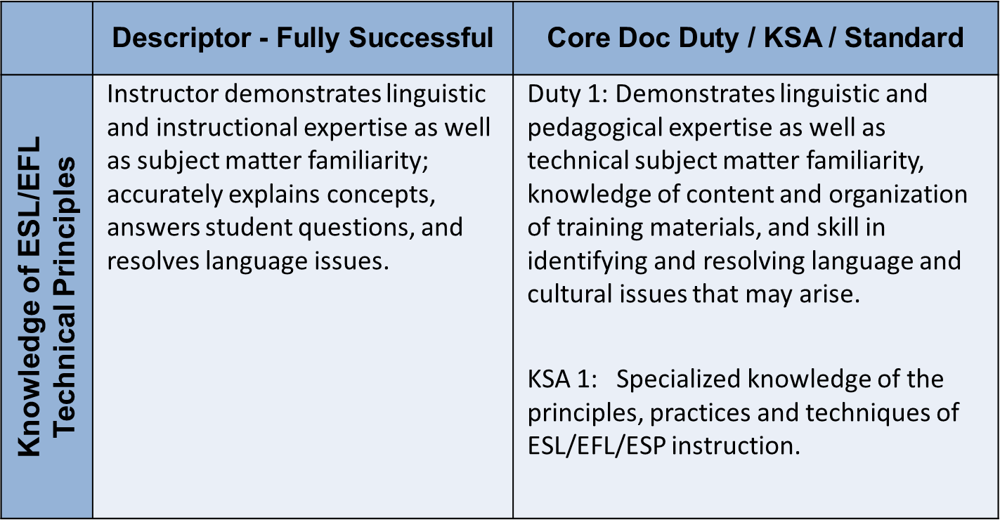 Descriptor - Fully Successful
Core Doc Duty / KSA / Standard
Knowledge of ESL/EFL
Technical Principles
Instructor demonstrates linguistic
and instructional expertise as well
as subject matter familiarity;
accurately explains concepts,
answers student questions, and
resolves language issues.
Duty 1: Demonstrates linguistic and
pedagogical expertise as well as
technical subject matter familiarity,
knowledge of content and organization
of training materials, and skill in
identifying and resolving language and
cultural issues that may arise.
KSA 1: Specialized knowledge of the
principles, practices and techniques of
ESL/EFL/ESP instruction.